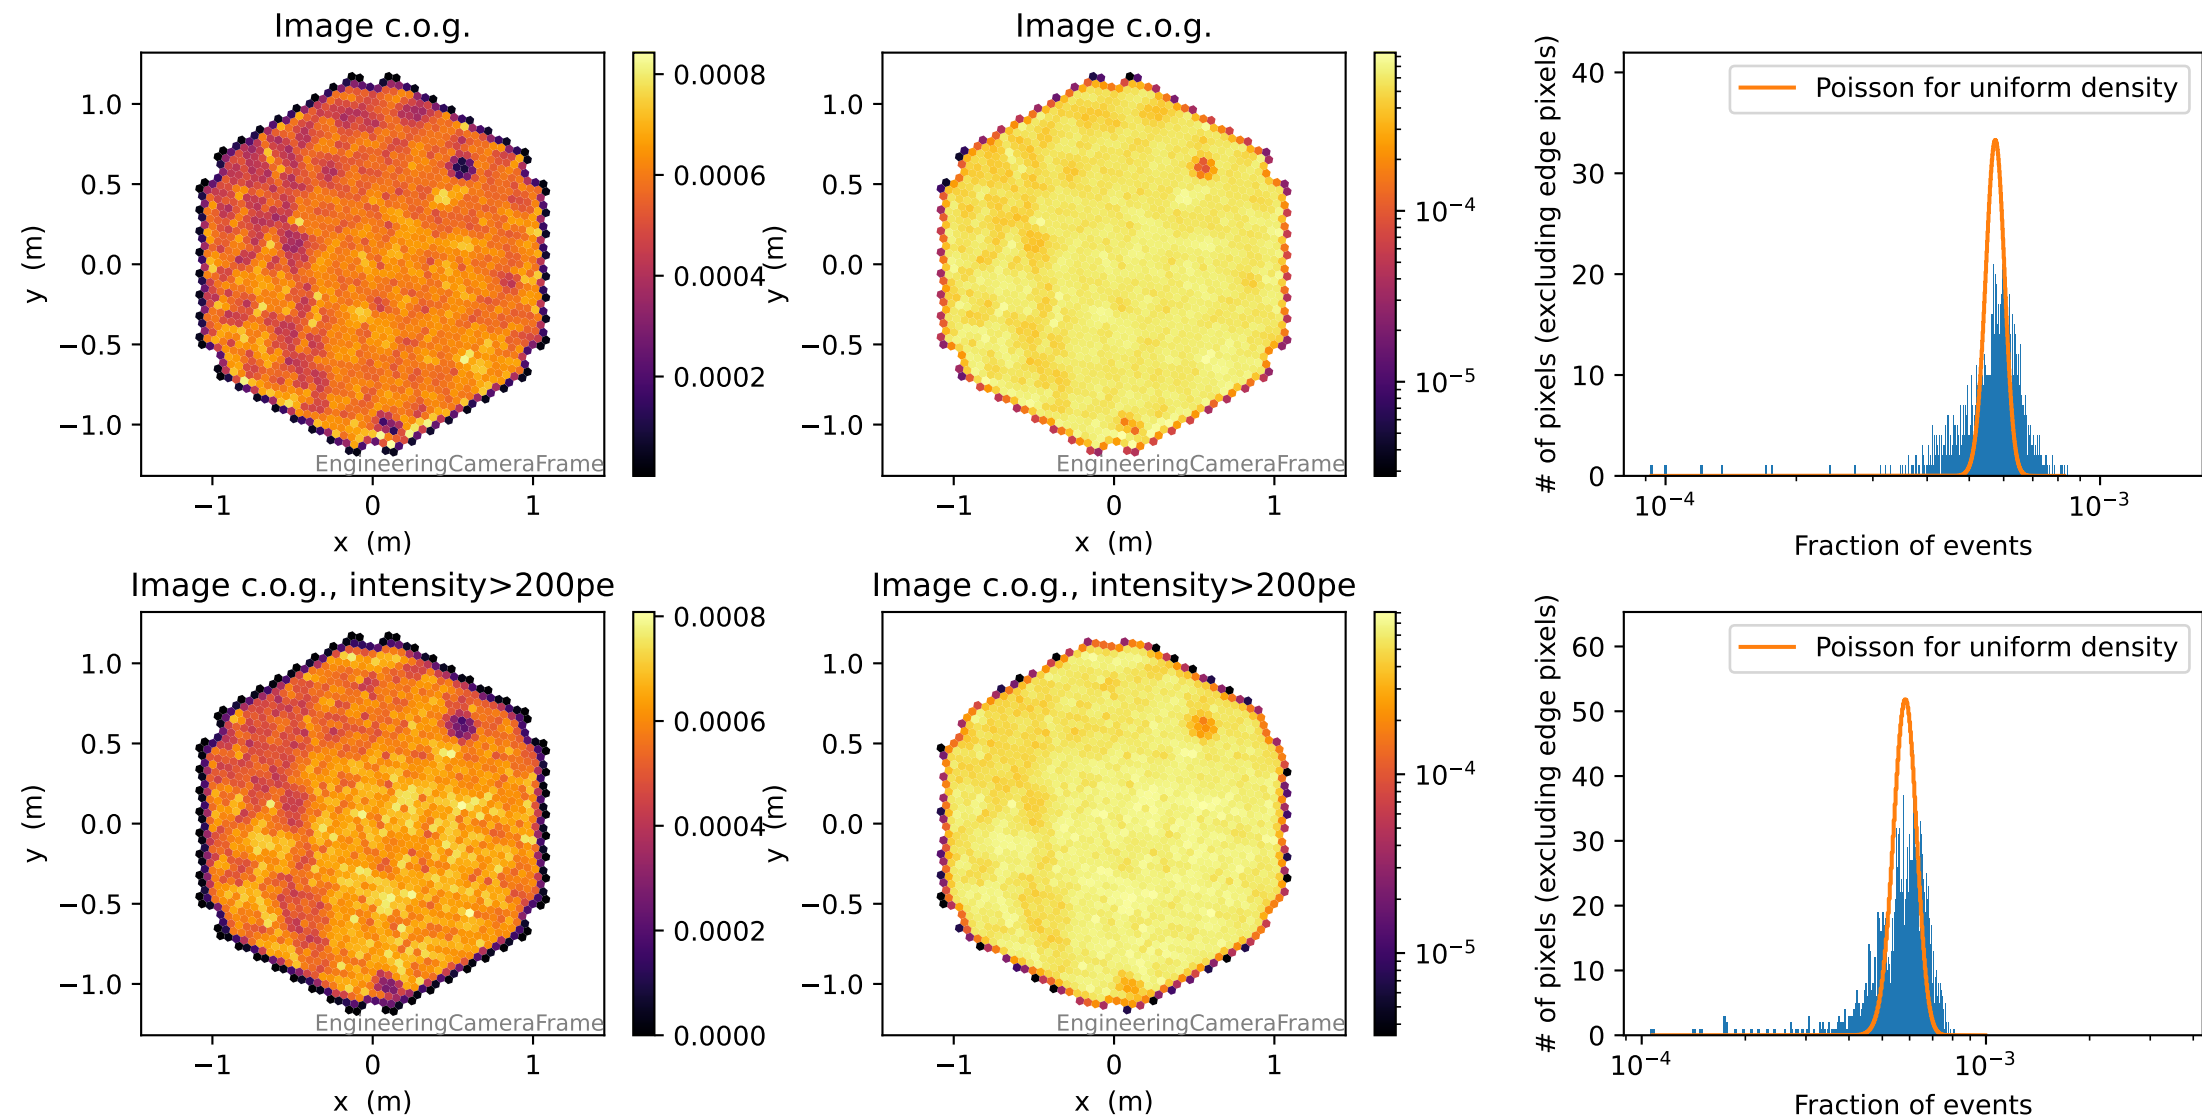 Image c.o.g.
1.0
0.5
0.0
−0.5
−1.0
y (m)
−1
0
1
x (m)
EngineeringCameraFrame
0.0008
0.0006
0.0004
0.0002
Image c.o.g.
1.0
0.5
0.0
−0.5
−1.0
y (m)
−1
0
1
x (m)
EngineeringCameraFrame
10⁻⁴
10⁻⁵
# of pixels (excluding edge pixels)
40
30
20
10
0
Poisson for uniform density
10⁻⁴
10⁻³
Fraction of events
Image c.o.g., intensity>200pe
1.0
0.5
0.0
−0.5
−1.0
y (m)
−1
0
1
x (m)
EngineeringCameraFrame
0.0008
0.0006
0.0004
0.0002
0.0000
Image c.o.g., intensity>200pe
1.0
0.5
0.0
−0.5
−1.0
y (m)
−1
0
1
x (m)
EngineeringCameraFrame
10⁻⁴
10⁻⁵
# of pixels (excluding edge pixels)
60
50
40
30
20
10
0
Poisson for uniform density
10⁻⁴
10⁻³
Fraction of events